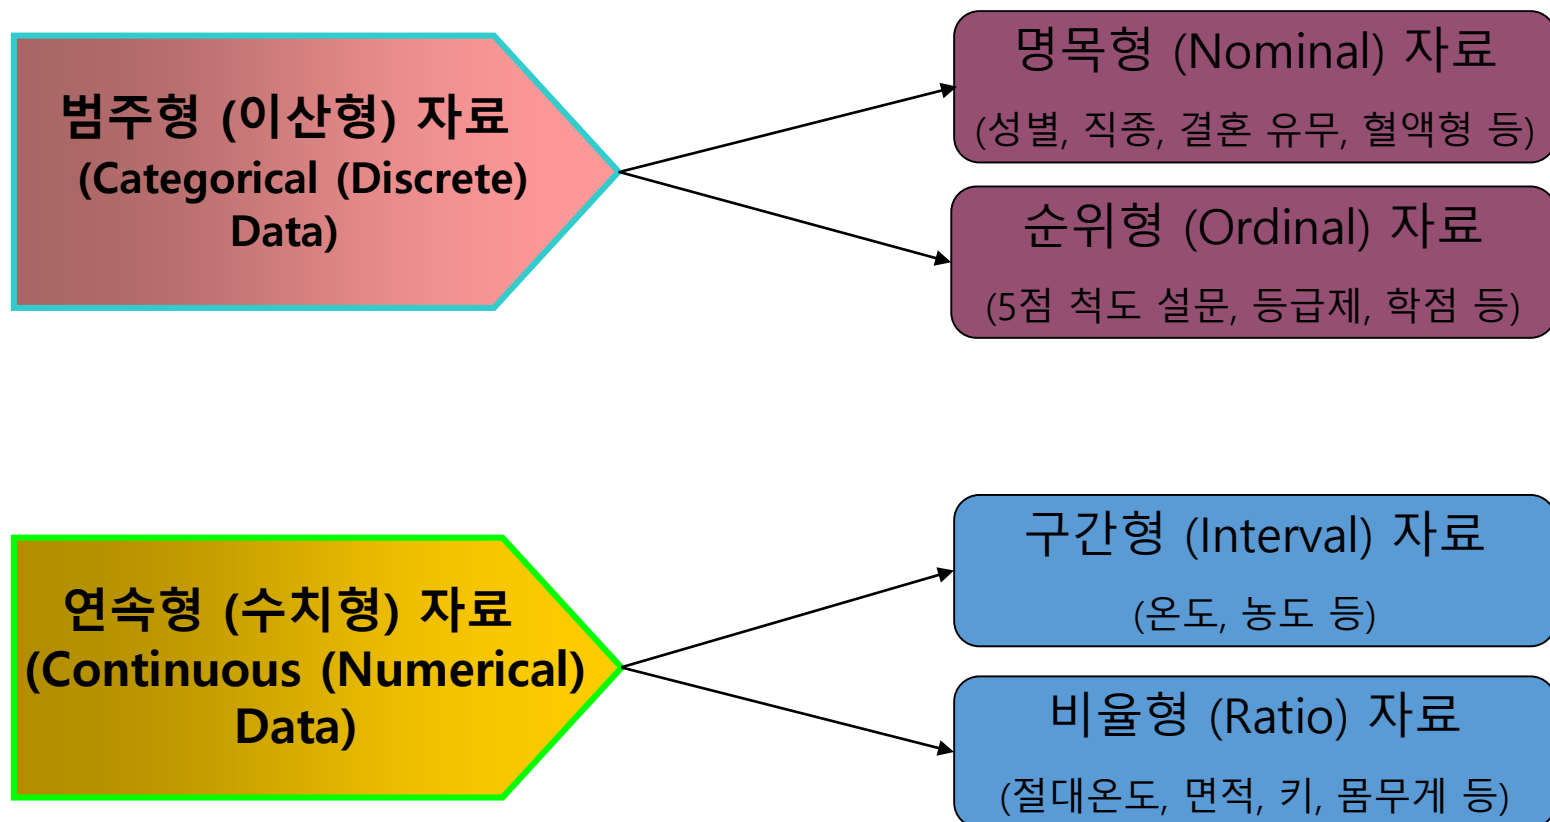 범주형 (이산형) 자료
(Categorical (Discrete)
Data)
명목형 (Nominal) 자료
(성별, 직종, 결혼 유무, 혈액형 등)
순위형 (Ordinal) 자료
(5점 척도 설문, 등급제, 학점 등)
연속형 (수치형) 자료
(Continuous (Numerical)
Data)
구간형 (Interval) 자료
(온도, 농도 등)
비율형 (Ratio) 자료
(절대온도, 면적, 키, 몸무게 등)